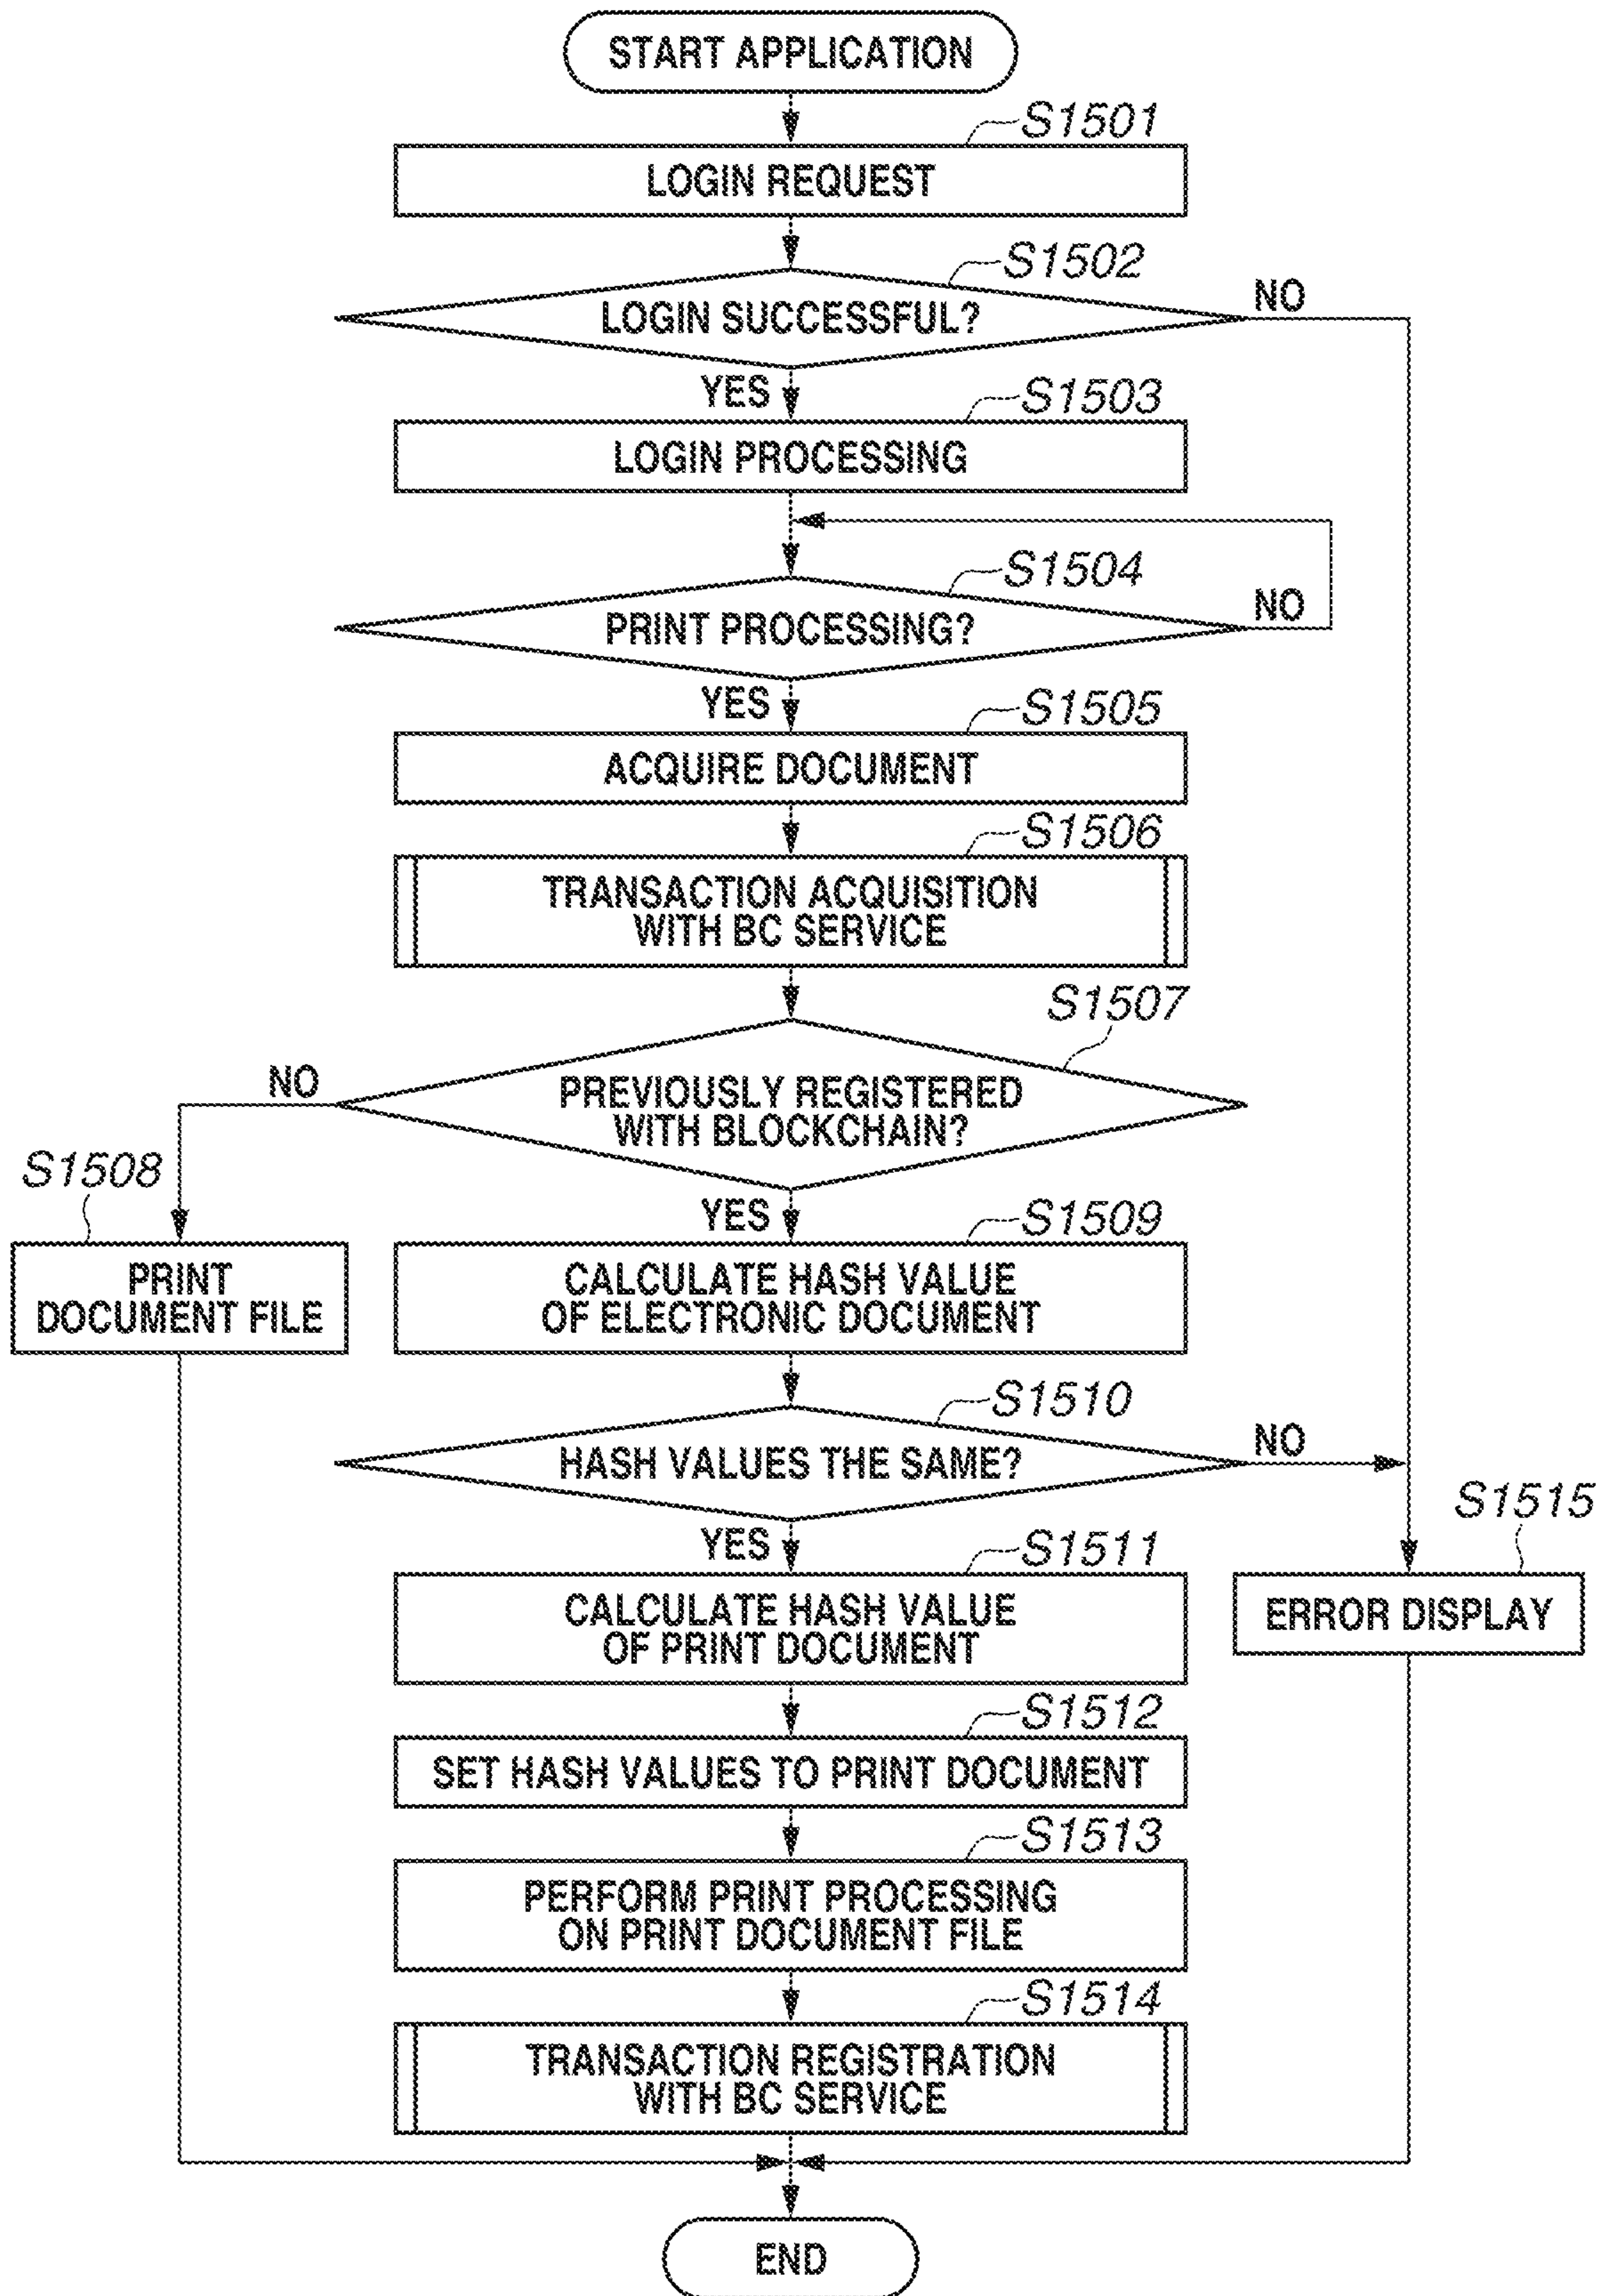 START APPLICATION
S1501
LOGIN REQUEST
S1502
LOGIN SUCCESSFUL?
NO
YES
S1503
LOGIN PROCESSING
S1504
PRINT PROCESSING?
NO
YES
S1505
ACQUIRE DOCUMENT
S1506
TRANSACTION ACQUISITION
WITH BC SERVICE
S1507
PREVIOUSLY REGISTERED
WITH BLOCKCHAIN?
NO
YES
S1508
PRINT
DOCUMENT FILE
S1509
CALCULATE HASH VALUE
OF ELECTRONIC DOCUMENT
S1510
HASH VALUES THE SAME?
NO
YES
S1511
CALCULATE HASH VALUE
OF PRINT DOCUMENT
S1515
ERROR DISPLAY
S1512
SET HASH VALUES TO PRINT DOCUMENT
S1513
PERFORM PRINT PROCESSING
ON PRINT DOCUMENT FILE
S1514
TRANSACTION REGISTRATION
WITH BC SERVICE
END